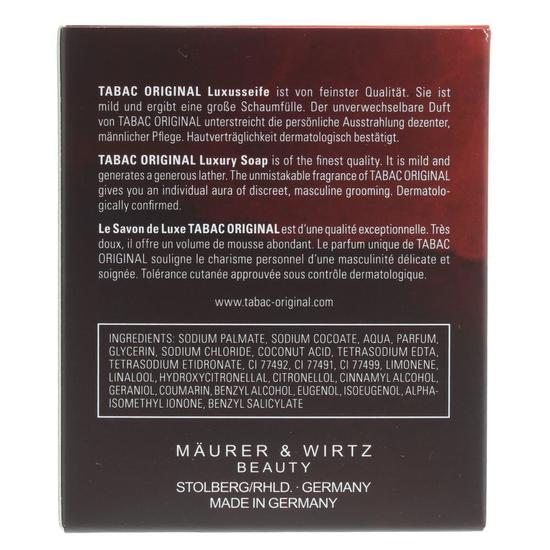 TABAC ORIGINAL Luxusseife ist von feinster Qualität. Sie ist
mild und ergibt eine große Schaumfülle. Der unverwechselbare Duft
von TABAC ORIGINAL unterstreicht die persönliche Ausstrahlung dezenter,
männlicher Pflege. Hautverträglichkeit dermatologisch bestätigt.
TABAC ORIGINAL Luxury Soap is of the finest quality. It is mild and
generates a generous lather. The unmistakable fragrance of TABAC ORIGINAL
gives you an individual aura of discreet, masculine grooming. Dermatolo-
gically confirmed.
Le Savon de Luxe TABAC ORIGINAL est d'une qualité exceptionnelle. Très
doux, il offre un volume de mousse abondant. Le parfum unique de TABAC
ORIGINAL souligne le charisme personnel d'une masculinité délicate et
soignée. Tolérance cutanée approuvée sous contrôle dermatologique.
www.tabac-original.com
INGREDIENTS: SODIUM PALMATE, SODIUM COCOATE, AQUA, PARFUM,
GLYCERIN, SODIUM CHLORIDE, COCONUT ACID, TETRASODIUM EDTA,
TETRASODIUM ETIDRONATE, CI 77492, CI 77491, CI 77499, LIMONENE,
LINALOOL, HYDROXYCITRONELLAL, CITRONELLOL, CINNAMYL ALCOHOL,
GERANIOL, COUMARIN, BENZYL ALCOHOL, EUGENOL, ISOEUGENOL, ALPHA-
ISOMETHYL IONONE, BENZYL SALICYLATE
MÄURER & WIRTZ
BEAUTY
STOLBERG/RHLD. · GERMANY
MADE IN GERMANY